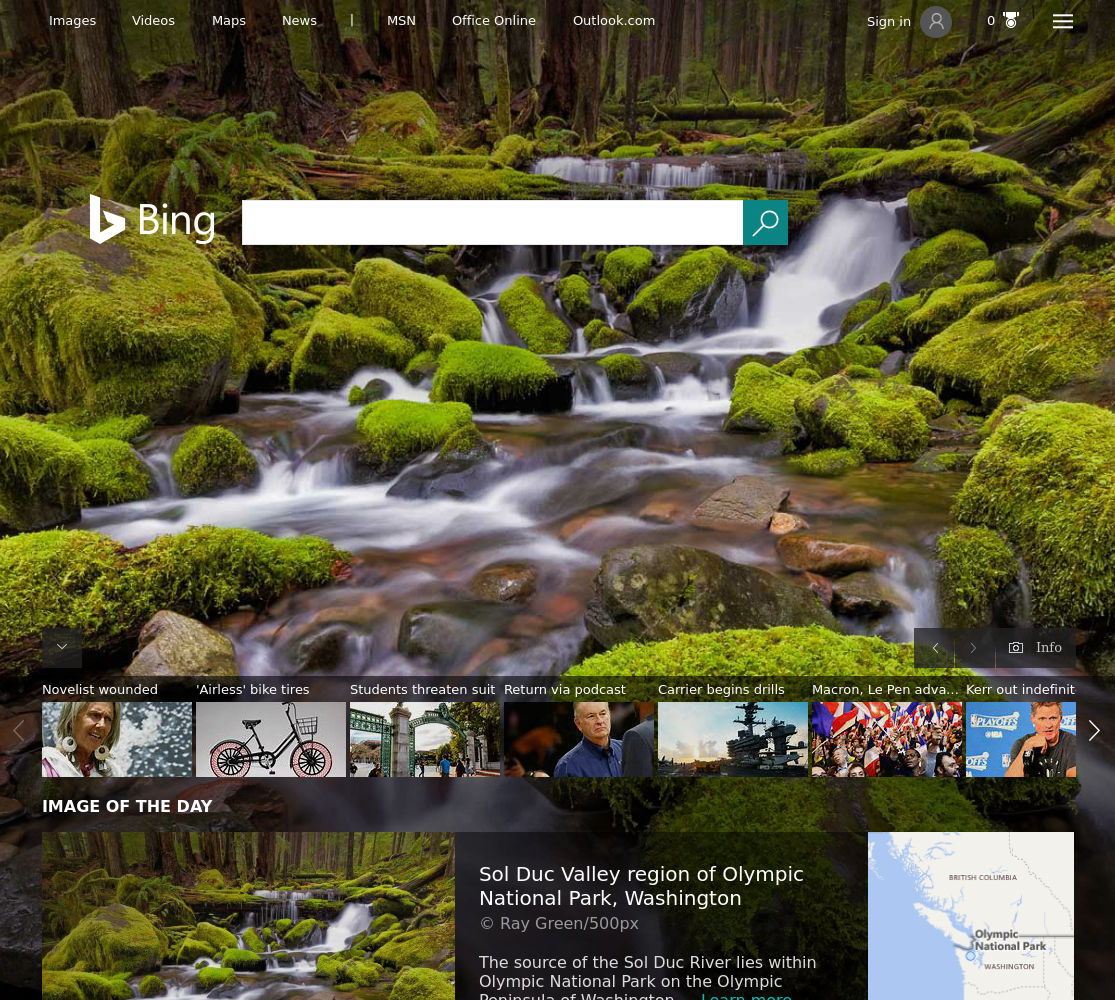 Images Videos Maps News | MSN Office Online Outlook.com Sign in 0
Bing
Info
Novelist wounded 'Airless' bike tires Students threaten suit Return via podcast Carrier begins drills Macron, Le Pen adva... Kerr out indefinit
PLAYOFFS
@NBA
OFFS
IMAGE OF THE DAY
Sol Duc Valley region of Olympic
National Park, Washington
© Ray Green/500px
The source of the Sol Duc River lies within
Olympic National Park on the Olympic
Peninsula of Washington... Learn more
BRITISH COLUMBIA
Olympic
National Park
WASHINGTON